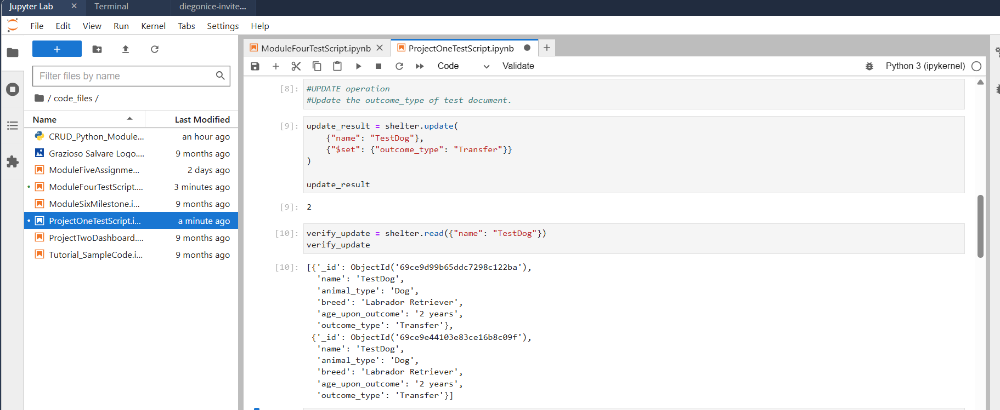 Jupyter Lab ×
Terminal
diegonice-invite...
File Edit View Run Kernel Tabs Settings Help
+
Filter files by name
/ code_files /
Name Last Modified
CRUD_Python_Module... an hour ago
Grazioso Salvare Logo.... 9 months ago
ModuleFiveAssignme... 2 days ago
ModuleFourTestScript.... 3 minutes ago
ModuleSixMilestone.i... 9 months ago
ProjectOneTestScript.i... a minute ago
ProjectTwoDashboard.... 9 months ago
Tutorial_SampleCode.i... 9 months ago
ModuleFourTestScript.ipynb ×
ProjectOneTestScript.ipynb
+
Code Validate Python 3 (ipykernel)
[8]: #UPDATE operation
#Update the outcome_type of test document.
[9]: update_result = shelter.update(
    {"name": "TestDog"},
    {"$set": {"outcome_type": "Transfer"}}
)
update_result
[9]: 2
[10]: verify_update = shelter.read({"name": "TestDog"})
verify_update
[10]: [{'_id': ObjectId('69ce9d99b65ddc7298c122ba'),
  'name': 'TestDog',
  'animal_type': 'Dog',
  'breed': 'Labrador Retriever',
  'age_upon_outcome': '2 years',
  'outcome_type': 'Transfer'},
 {'_id': ObjectId('69ce9e44103e83ce16b8c09f'),
  'name': 'TestDog',
  'animal_type': 'Dog',
  'breed': 'Labrador Retriever',
  'age_upon_outcome': '2 years',
  'outcome_type': 'Transfer'}]